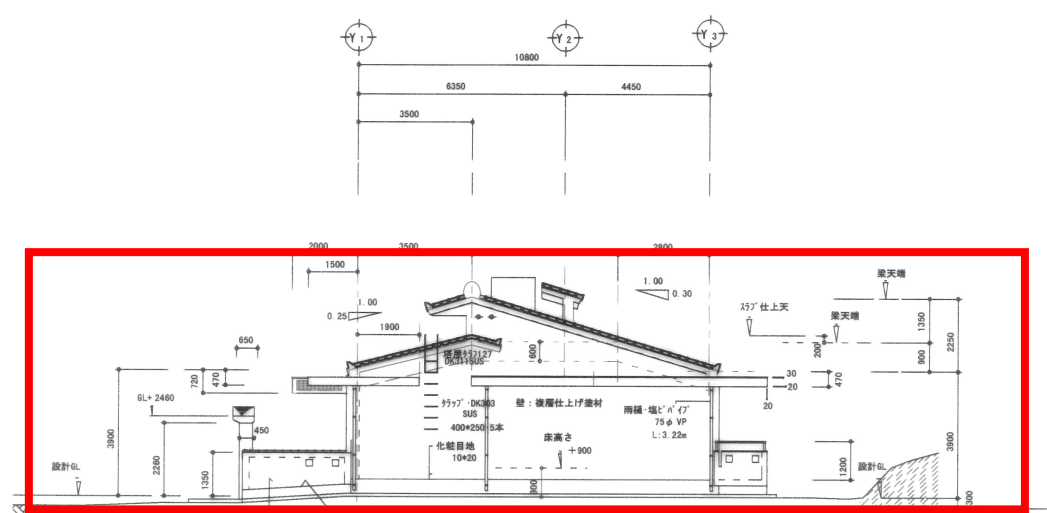 Y1
Y2
Y3
10800
6350
4450
3500
2000
3500
2800
1500
1.00
0.25
1900
1.00
0.30
梁天端
スラブ仕上天
梁天端
1350
2250
200
900
650
600
720
470
30
20
470
20
GL+2460
タラップ・DK303
SUS
400*250-5本
壁:複層仕上げ塗材
雨樋・塩ビパイプ
75φ VP
L:3.22m
450
3900
2260
1350
化粧目地
10*20
床高さ
+900
900
設計GL
1200
設計GL
3900
300